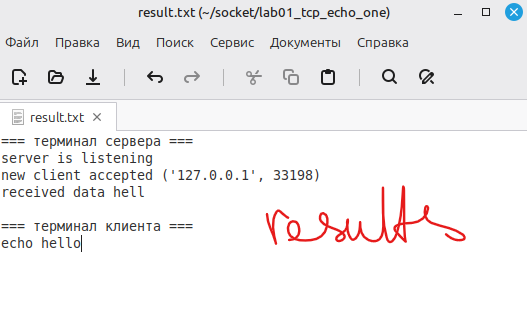 result.txt (~/socket/lab01_tcp_echo_one)
Файл Правка Вид Поиск Сервис Документы Справка
result.txt
=== терминал сервера ===
server is listening
new client accepted ('127.0.0.1', 33198)
received data hell
=== терминал клиента ===
echo hello
results